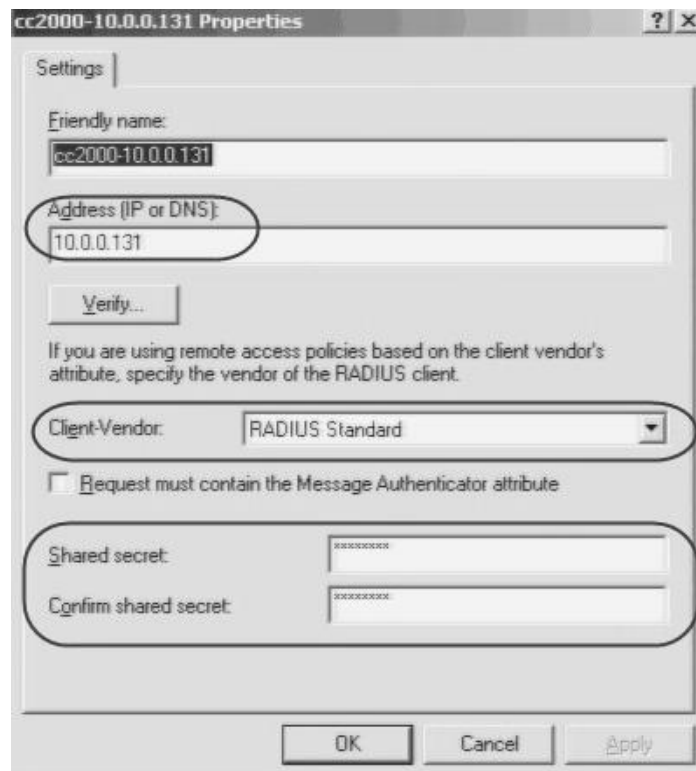 cc2000-10.0.0.131 Properties
Settings
Friendly name:
cc2000-10.0.0.131
Address (IP or DNS):
10.0.0.131
Verify...
If you are using remote access policies based on the client vendor's
attribute, specify the vendor of the RADIUS client.
Client-Vendor: RADIUS Standard
Request must contain the Message Authenticator attribute
Shared secret: xxxxxxxx
Confirm shared secret: xxxxxxxx
OK Cancel Apply